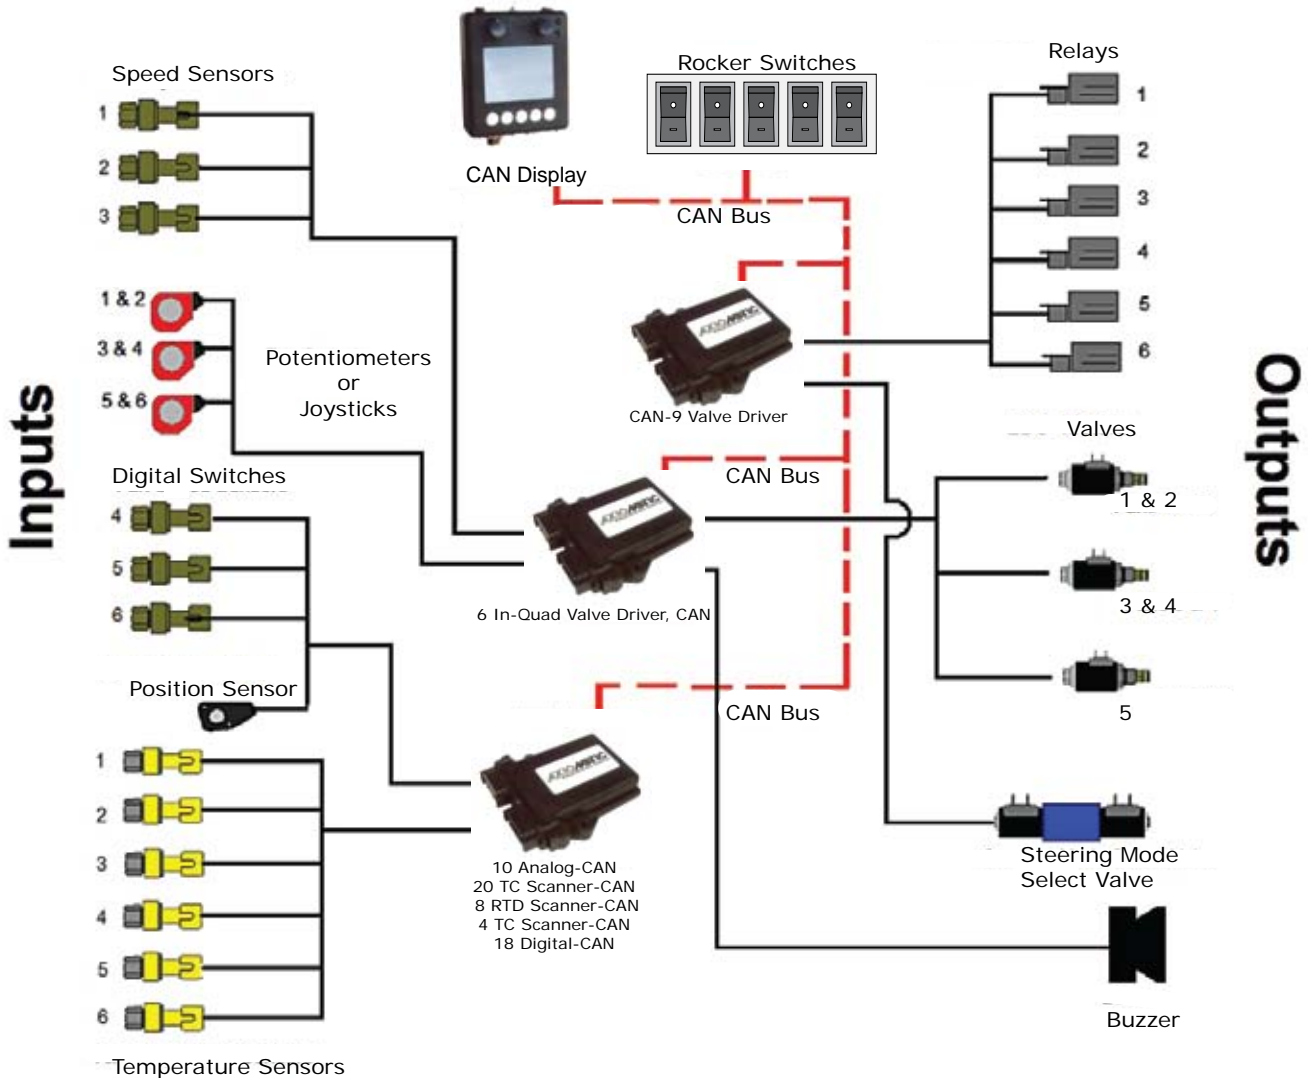 Speed Sensors
1
2
3
1 & 2
3 & 4
5 & 6
Potentiometers
or
Joysticks
Inputs
Digital Switches
4
5
6
Position Sensor
1
2
3
4
5
6
Temperature Sensors
CAN Display
Rocker Switches
CAN Bus
AXIOMATIC
CAN-9 Valve Driver
CAN Bus
AXIOMATIC
6 In-Quad Valve Driver, CAN
CAN Bus
AXIOMATIC
10 Analog-CAN
20 TC Scanner-CAN
8 RTD Scanner-CAN
4 TC Scanner-CAN
18 Digital-CAN
Relays
1
2
3
4
5
6
Outputs
Valves
1 & 2
3 & 4
5
Steering Mode
Select Valve
Buzzer